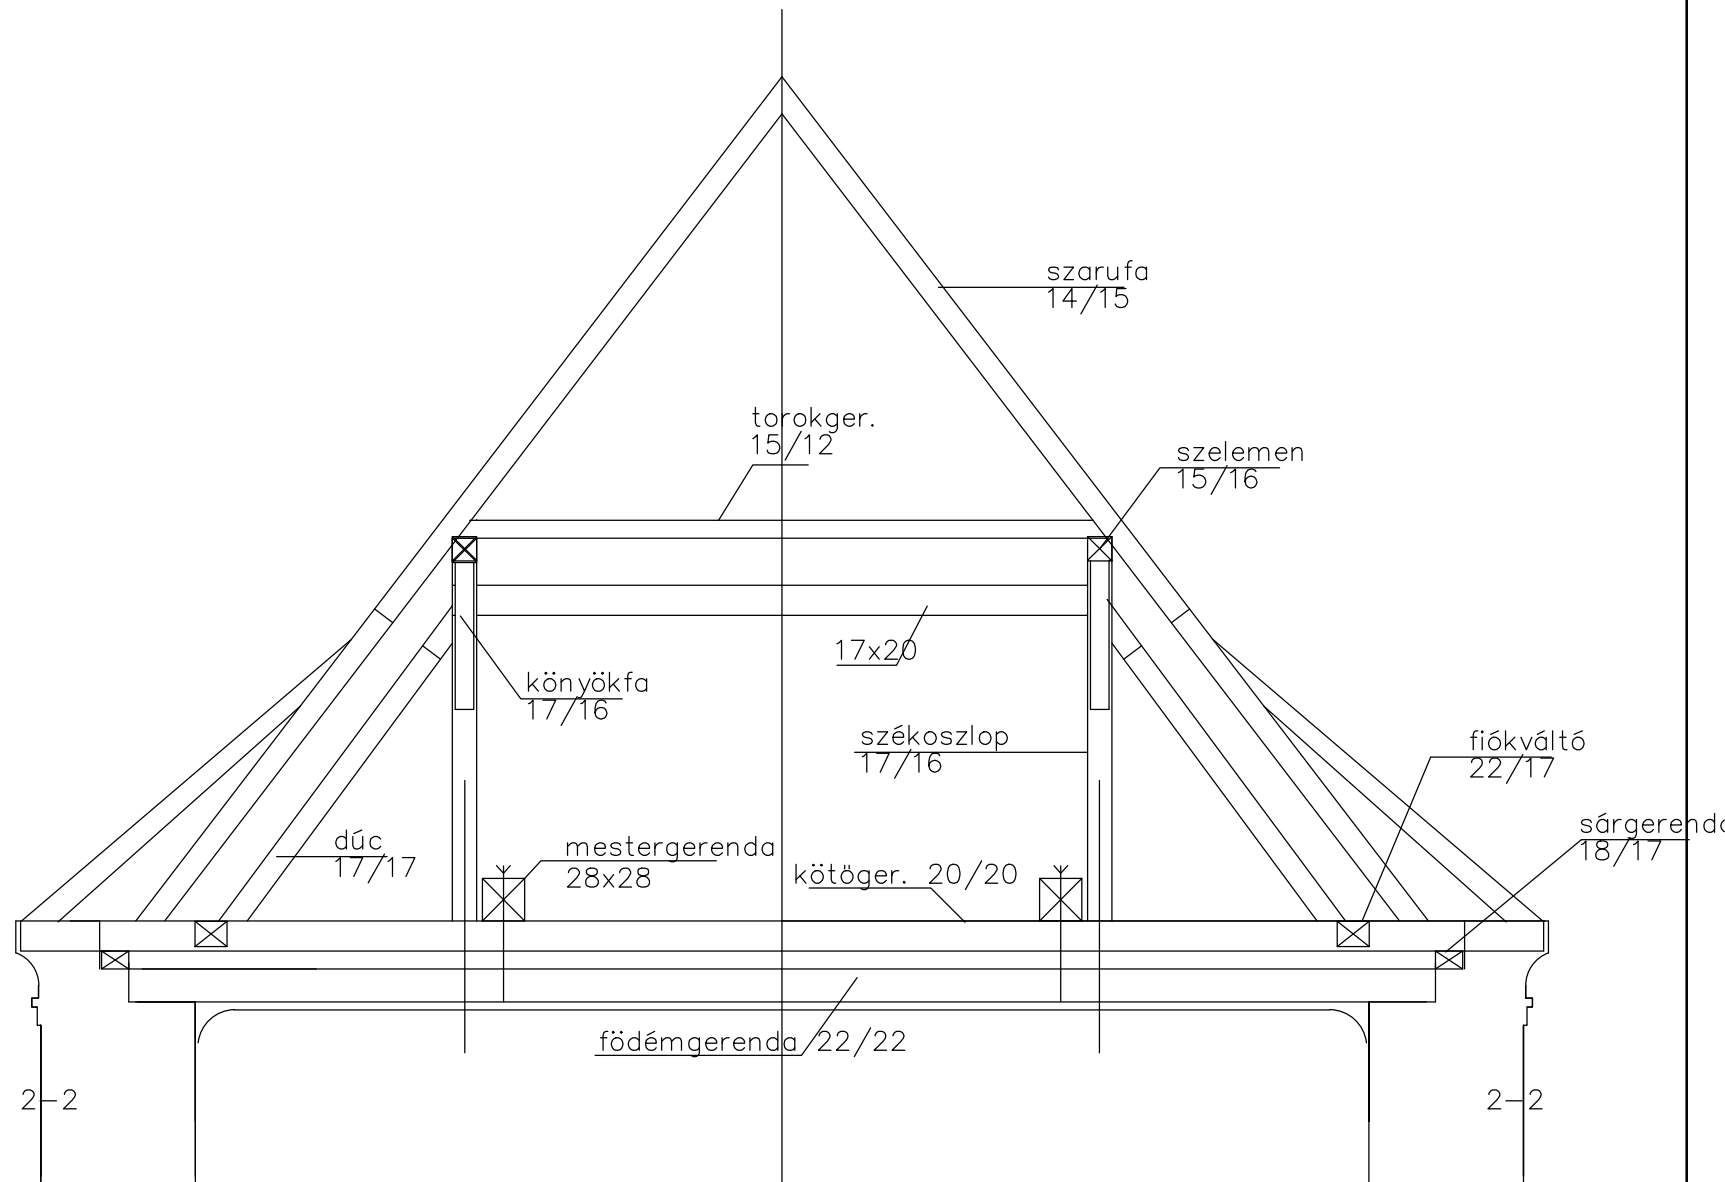 szarufa
14/15
torokger.
15/12
szelemen
15/16
17x20
könyökfa
17/16
székoszlop
17/16
fiókváltó
22/17
sárgerenda
18/17
dúc
17/17
mestergerenda
28x28
kötöger. 20/20
födémgerenda 22/22
2-2
2-2